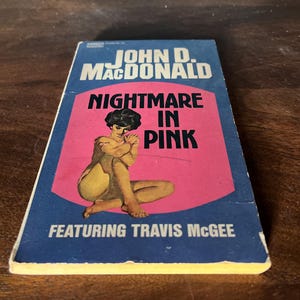 JOHN D.
MACDONALD
NIGHTMARE
IN
PINK
FEATURING TRAVIS McGEE